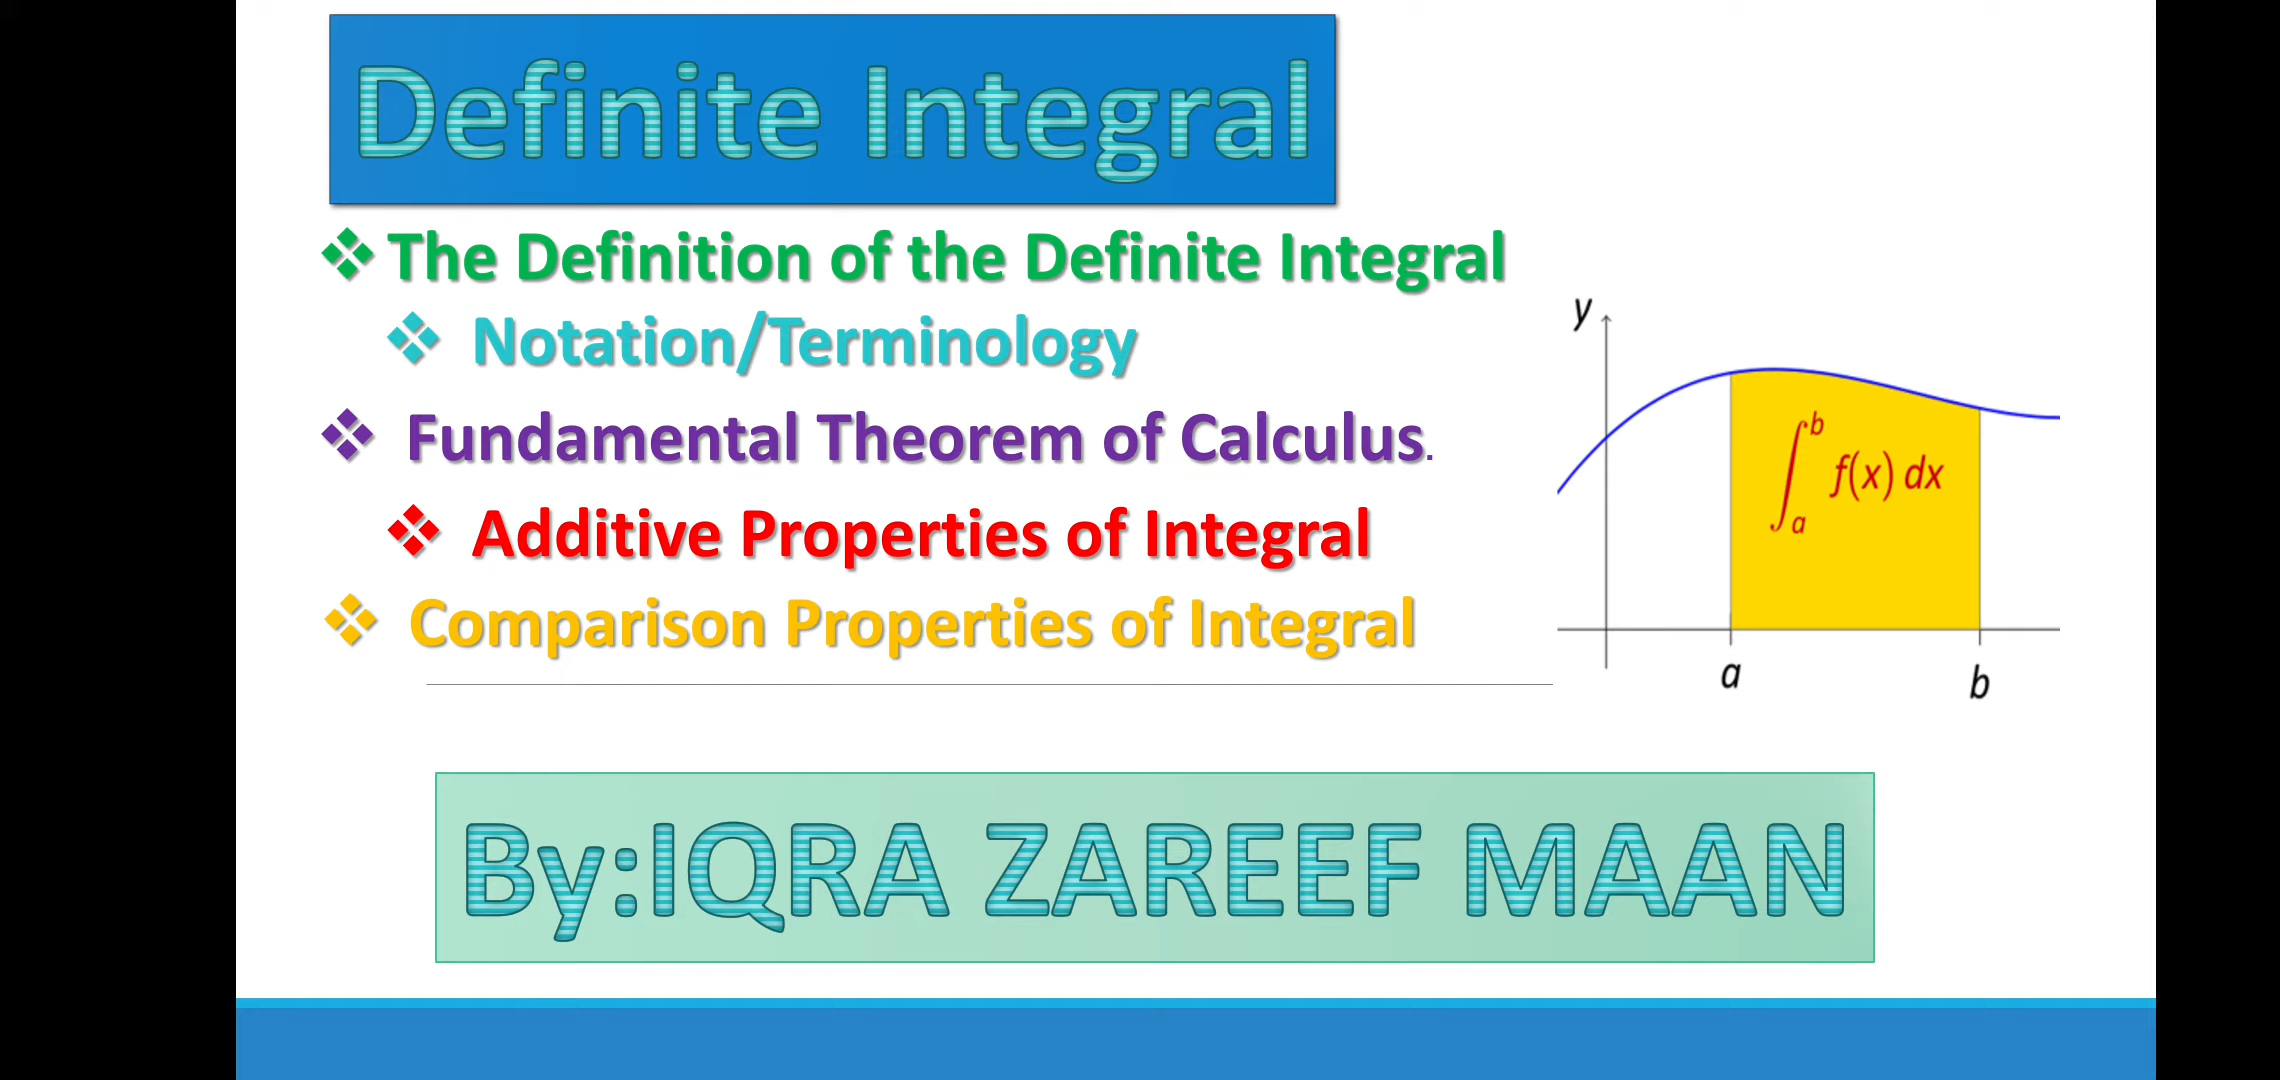 Definite Integral
❖ The Definition of the Definite Integral
❖ Notation/Terminology
❖ Fundamental Theorem of Calculus.
❖ Additive Properties of Integral
❖ Comparison Properties of Integral
y
∫_a^b f(x) dx
a
b
By:IQRA ZAREEF MAAN